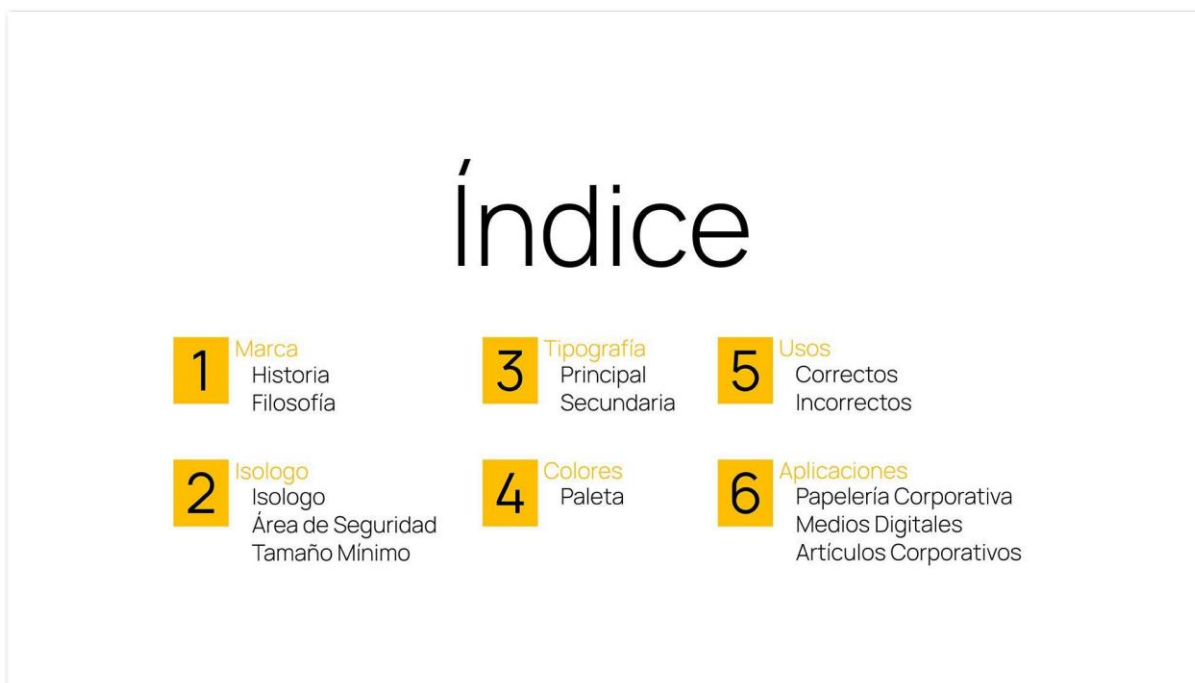 Índice
1
Marca
Historia
Filosofía
2
Isologo
Isologo
Área de Seguridad
Tamaño Mínimo
3
Tipografía
Principal
Secundaria
4
Colores
Paleta
5
Usos
Correctos
Incorrectos
6
Aplicaciones
Papelería Corporativa
Medios Digitales
Artículos Corporativos